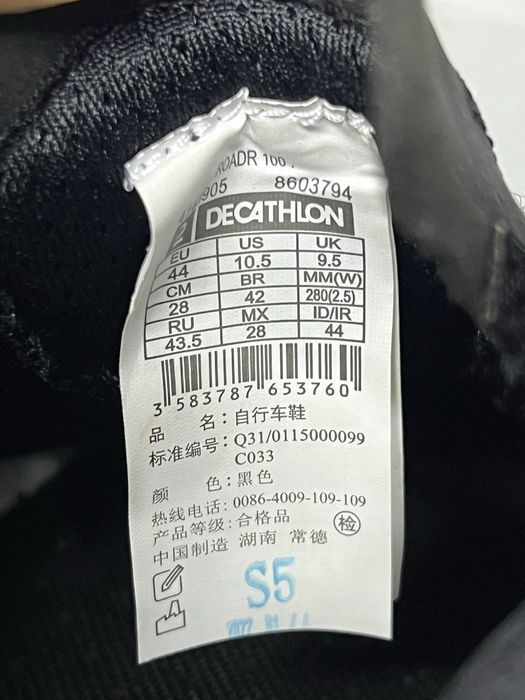 ROADR 100
905 8603794
DECATHLON
EU US UK
44 10.5 9.5
CM BR MM(W)
28 42 280(2.5)
RU MX ID/IR
43.5 28 44
3 583787 653760
品 名：自行车鞋
标准编号：Q31/0115000099
C033
颜 色：黑色
热线电话：0086-4009-109-109
产品等级：合格品
检
中国制造 湖南 常德
S5